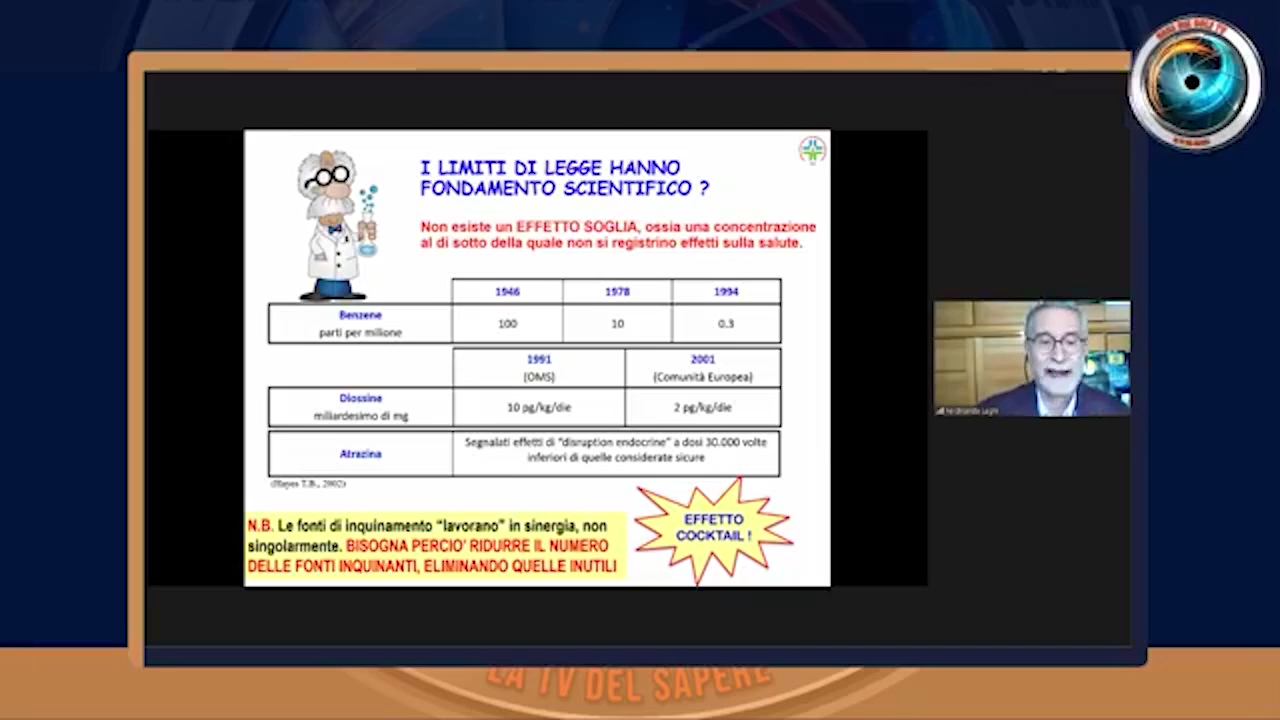 I LIMITI DI LEGGE HANNO
FONDAMENTO SCIENTIFICO ?
Non esiste un EFFETTO SOGLIA, ossia una concentrazione
al di sotto della quale non si registrino effetti sulla salute.
1946 1978 1994
Benzene
parti per milione
100 10 0.3
1991 2001
(OMS) (Comunità Europea)
Diossine
miliardesimo di mg
10 pg/kg/die 2 pg/kg/die
Atrazina
Segnalati effetti di "disruption endocrine" a dosi 30.000 volte
inferiori di quelle considerate sicure
(Hayes T.B., 2002)
N.B. Le fonti di inquinamento "lavorano" in sinergia, non
singolarmente. BISOGNA PERCIO' RIDURRE IL NUMERO
DELLE FONTI INQUINANTI, ELIMINANDO QUELLE INUTILI
EFFETTO
COCKTAIL !
LA TV DEL SAPERE